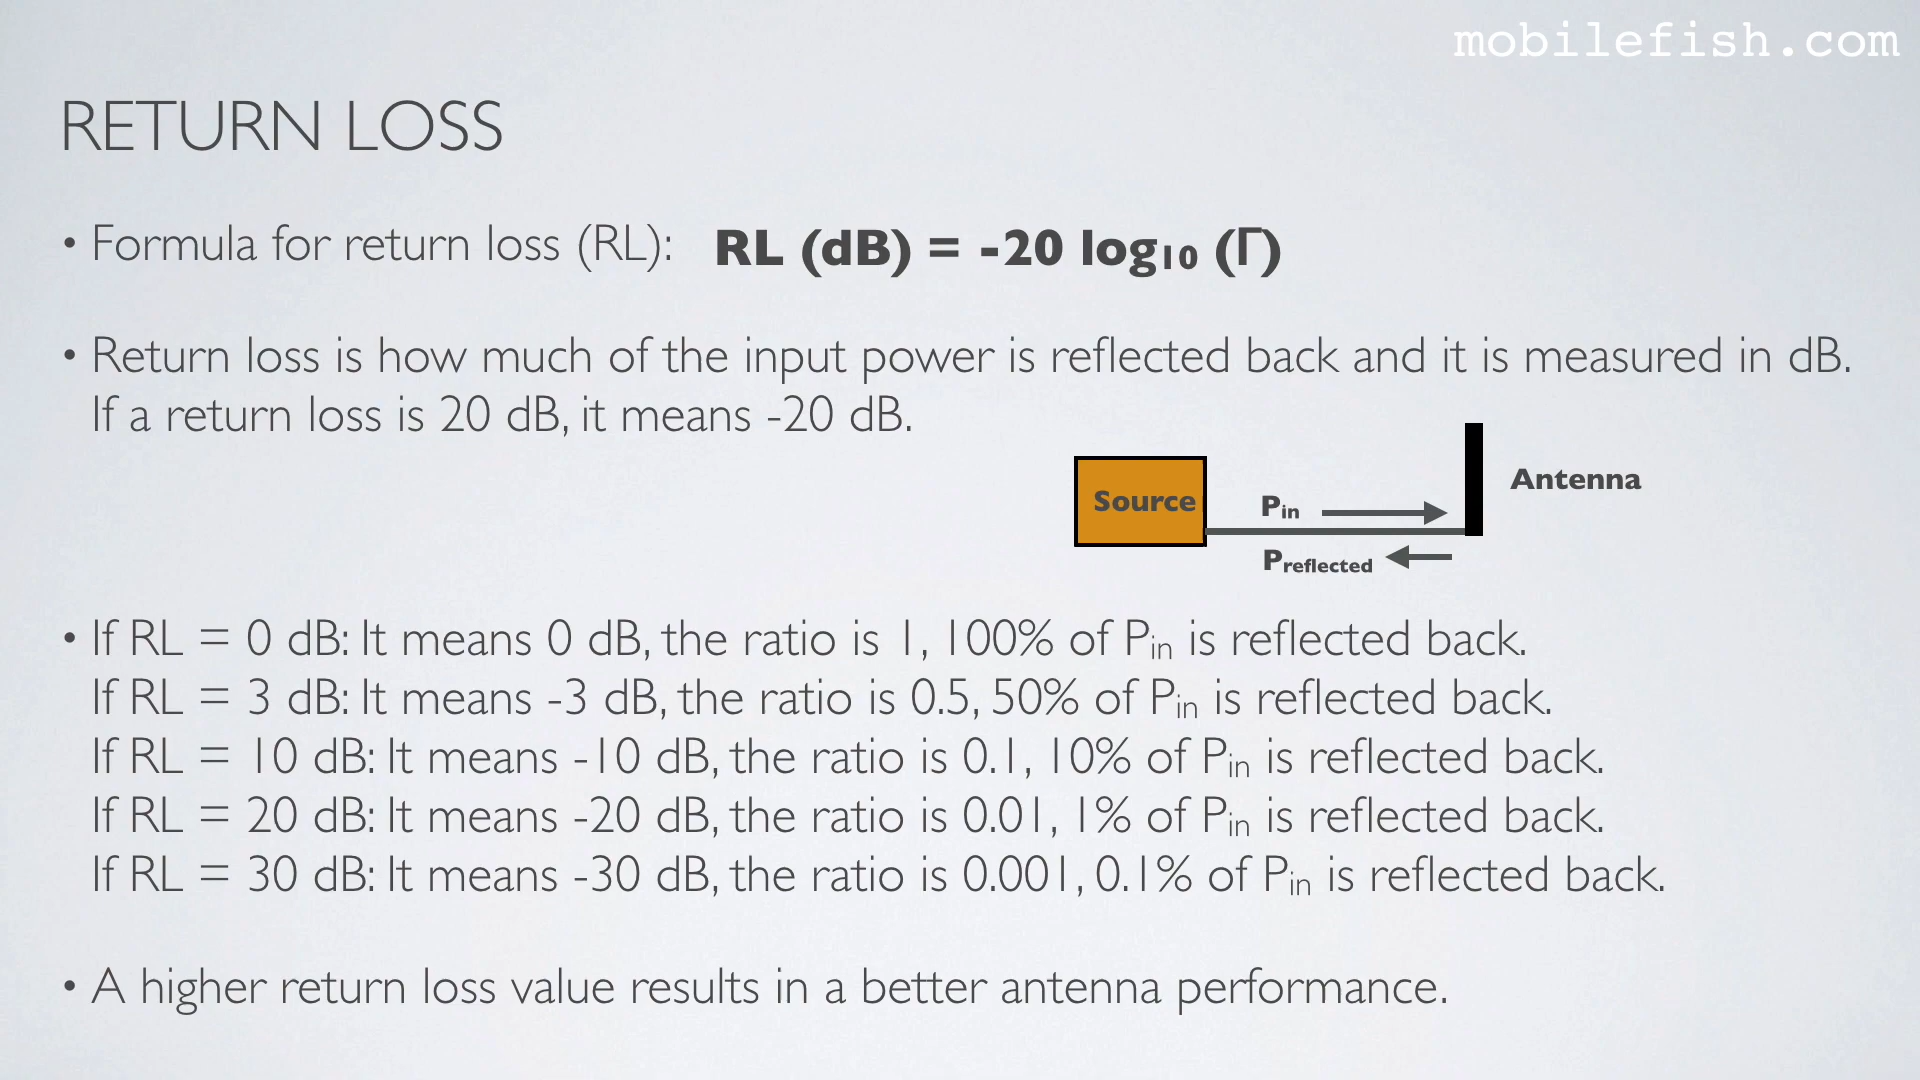 mobilefish.com
RETURN LOSS
• Formula for return loss (RL): RL (dB) = -20 log₁₀ (Γ)
• Return loss is how much of the input power is reflected back and it is measured in dB.
If a return loss is 20 dB, it means -20 dB.
Source
Pin
Preflected
Antenna
• If RL = 0 dB: It means 0 dB, the ratio is 1, 100% of Pin is reflected back.
If RL = 3 dB: It means -3 dB, the ratio is 0.5, 50% of Pin is reflected back.
If RL = 10 dB: It means -10 dB, the ratio is 0.1, 10% of Pin is reflected back.
If RL = 20 dB: It means -20 dB, the ratio is 0.01, 1% of Pin is reflected back.
If RL = 30 dB: It means -30 dB, the ratio is 0.001, 0.1% of Pin is reflected back.
• A higher return loss value results in a better antenna performance.